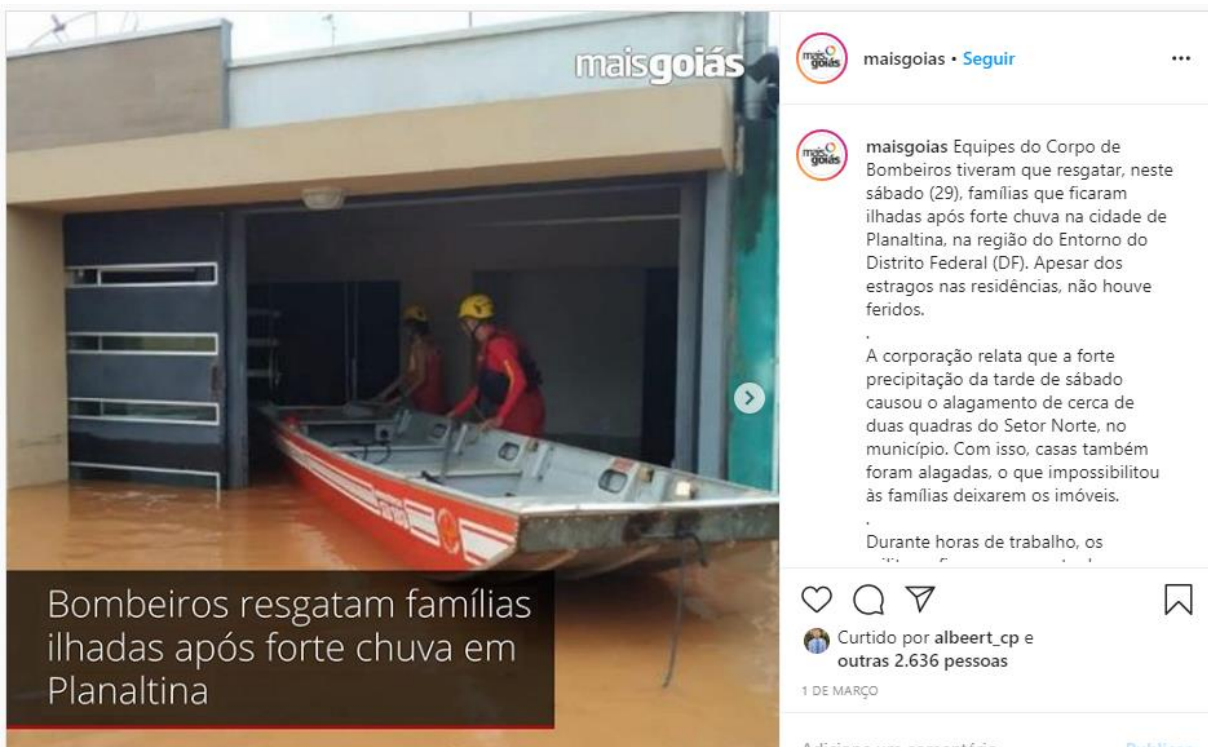 maisgoiás
Bombeiros resgatam famílias
ilhadas após forte chuva em
Planaltina
mais
goiás
maisgoias • Seguir
mais
goiás
maisgoias Equipes do Corpo de
Bombeiros tiveram que resgatar, neste
sábado (29), famílias que ficaram
ilhadas após forte chuva na cidade de
Planaltina, na região do Entorno do
Distrito Federal (DF). Apesar dos
estragos nas residências, não houve
feridos.
.
A corporação relata que a forte
precipitação da tarde de sábado
causou o alagamento de cerca de
duas quadras do Setor Norte, no
município. Com isso, casas também
foram alagadas, o que impossibilitou
às famílias deixarem os imóveis.
.
Durante horas de trabalho, os
Curtido por albeert_cp e
outras 2.636 pessoas
1 DE MARÇO